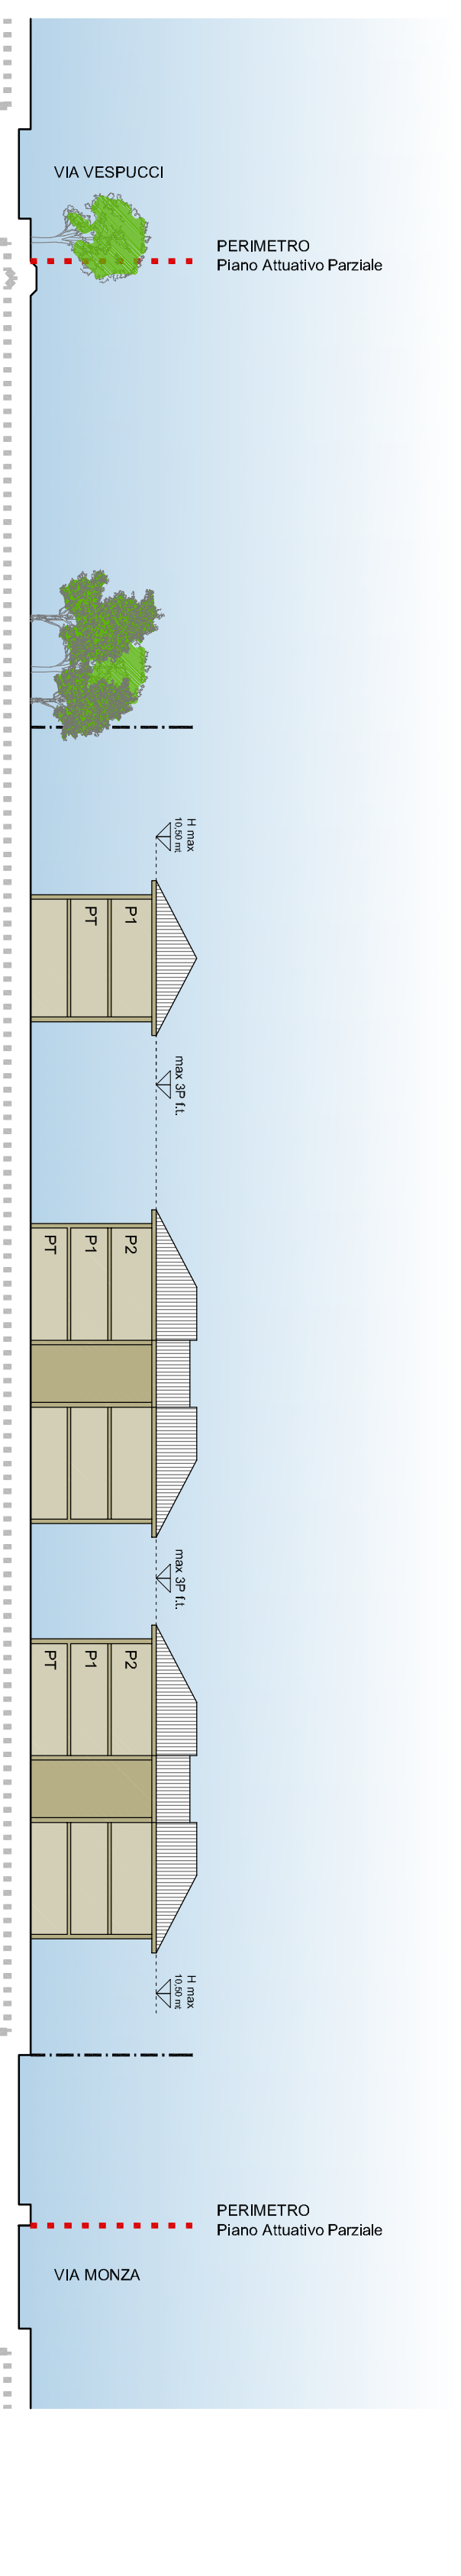 VIA VESPUCCI
PERIMETRO
Piano Attuativo Parziale
H max
10,50 mt
P1
PT
max 3P f.t.
P2
P1
PT
max 3P f.t.
P2
P1
PT
H max
10,50 mt
PERIMETRO
Piano Attuativo Parziale
VIA MONZA